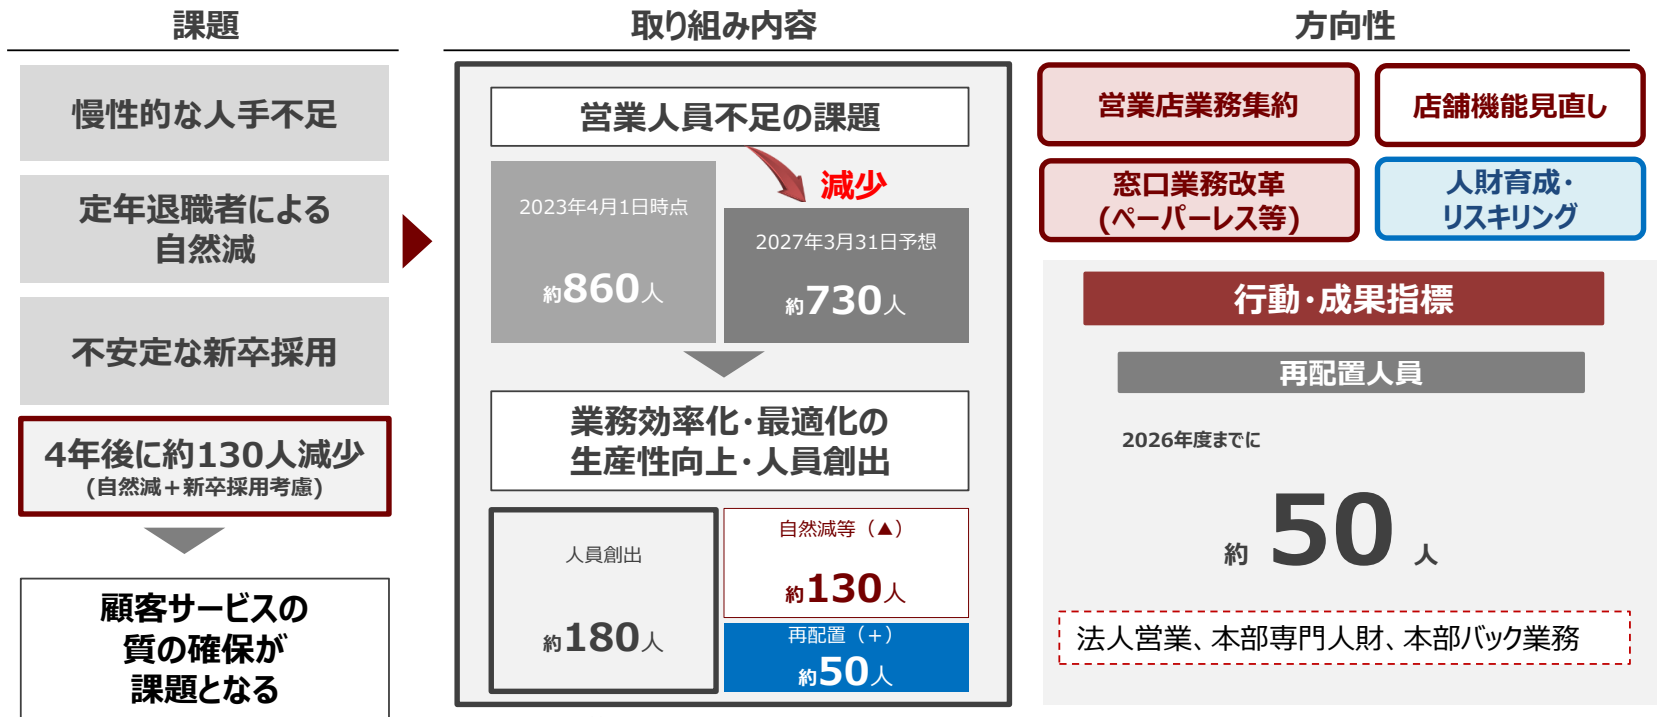 課題
慢性的な人手不足
定年退職者による
自然減
不安定な新卒採用
4年後に約130人減少
(自然減＋新卒採用考慮)
顧客サービスの
質の確保が
課題となる
取り組み内容
営業人員不足の課題
減少
2023年4月1日時点
約860人
2027年3月31日予想
約730人
業務効率化・最適化の
生産性向上・人員創出
人員創出
約180人
自然減等（▲）
約130人
再配置（+）
約50人
方向性
営業店業務集約
店舗機能見直し
窓口業務改革
(ペーパーレス等)
人財育成・
リスキリング
行動・成果指標
再配置人員
2026年度までに
約 50 人
法人営業、本部専門人財、本部バック業務